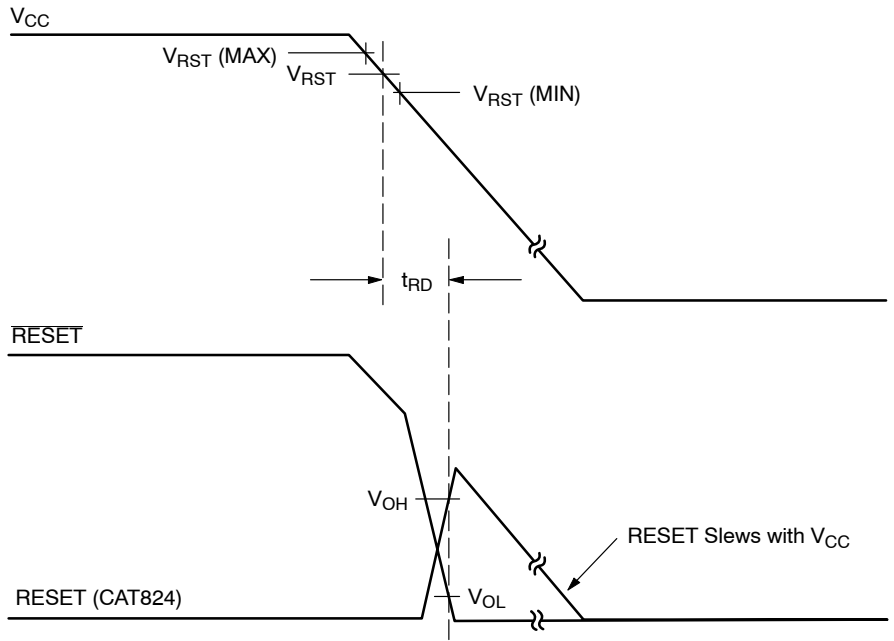 VCC
VRST (MAX)
VRST
VRST (MIN)
tRD
RESET
VOH
RESET Slews with VCC
RESET (CAT824)
VOL